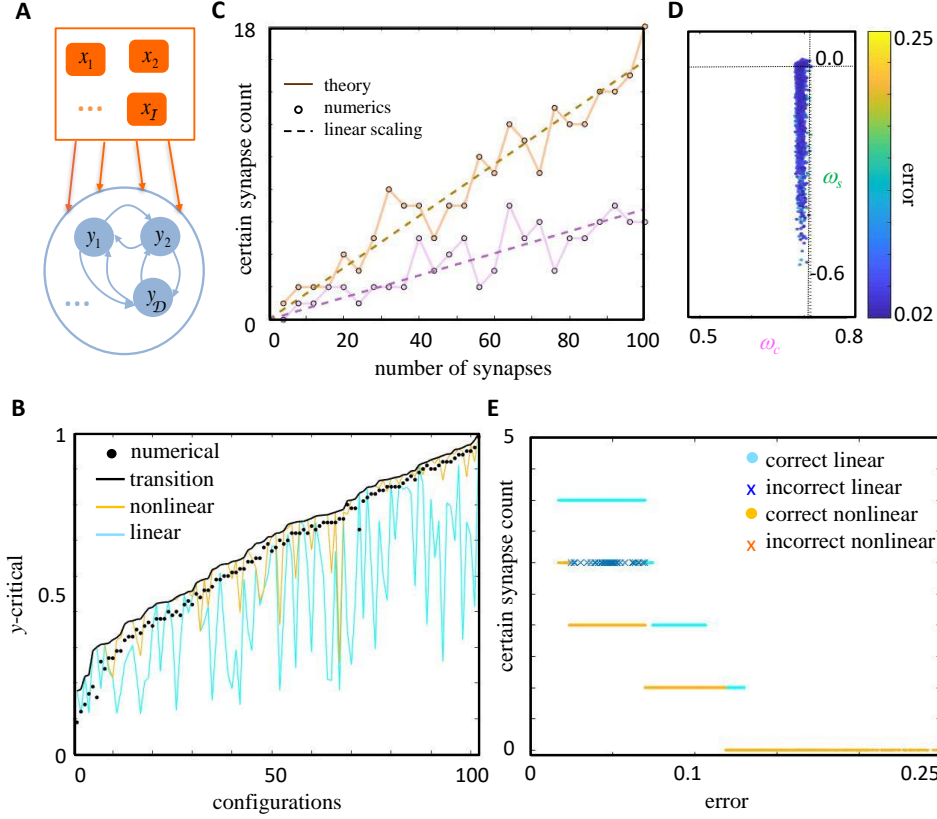 A
x1 x2
... xI
y1 y2
... yD
C
18
theory
numerics
linear scaling
certain synapse count
0
0 20 40 60 80 100
number of synapses
D
0.25
0.0
ωs
error
-0.6
0.02
0.5 0.8
ωc
B
1
numerical
transition
nonlinear
linear
y-critical
0.5
0
0 50 100
configurations
E
5
correct linear
x incorrect linear
correct nonlinear
x incorrect nonlinear
certain synapse count
0
0 0.1 0.25
error